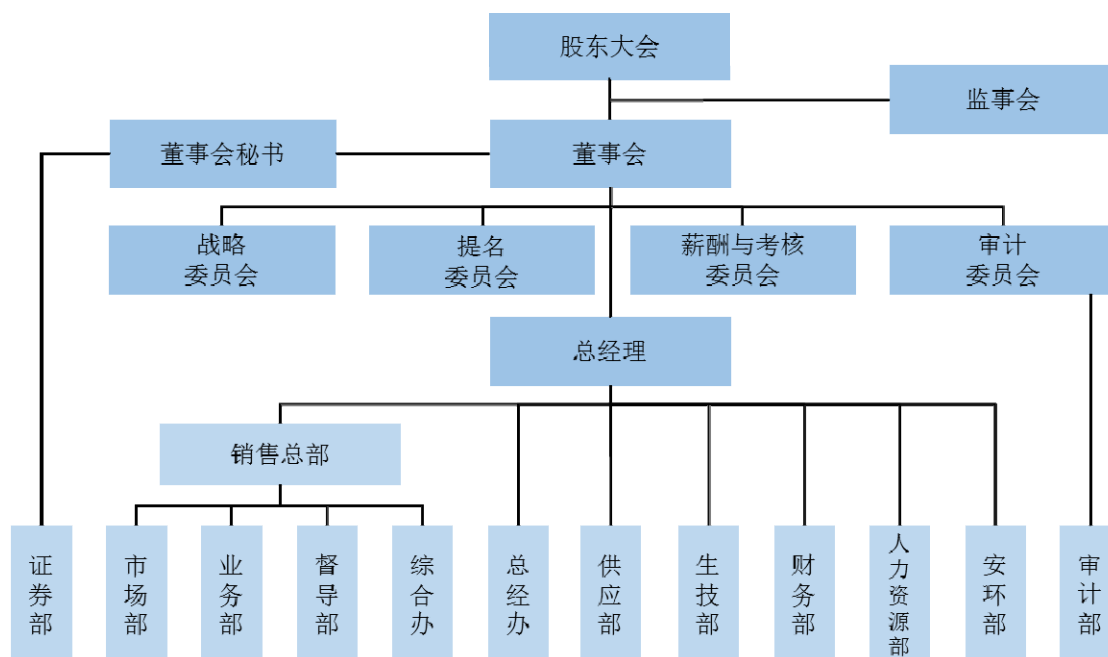 股东大会
监事会
董事会秘书
董事会
战略
委员会
提名
委员会
薪酬与考核
委员会
审计
委员会
总经理
销售总部
证券部
市场部
业务部
督导部
综合办
总经办
供应部
生技部
财务部
人力资源部
安环部
审计部